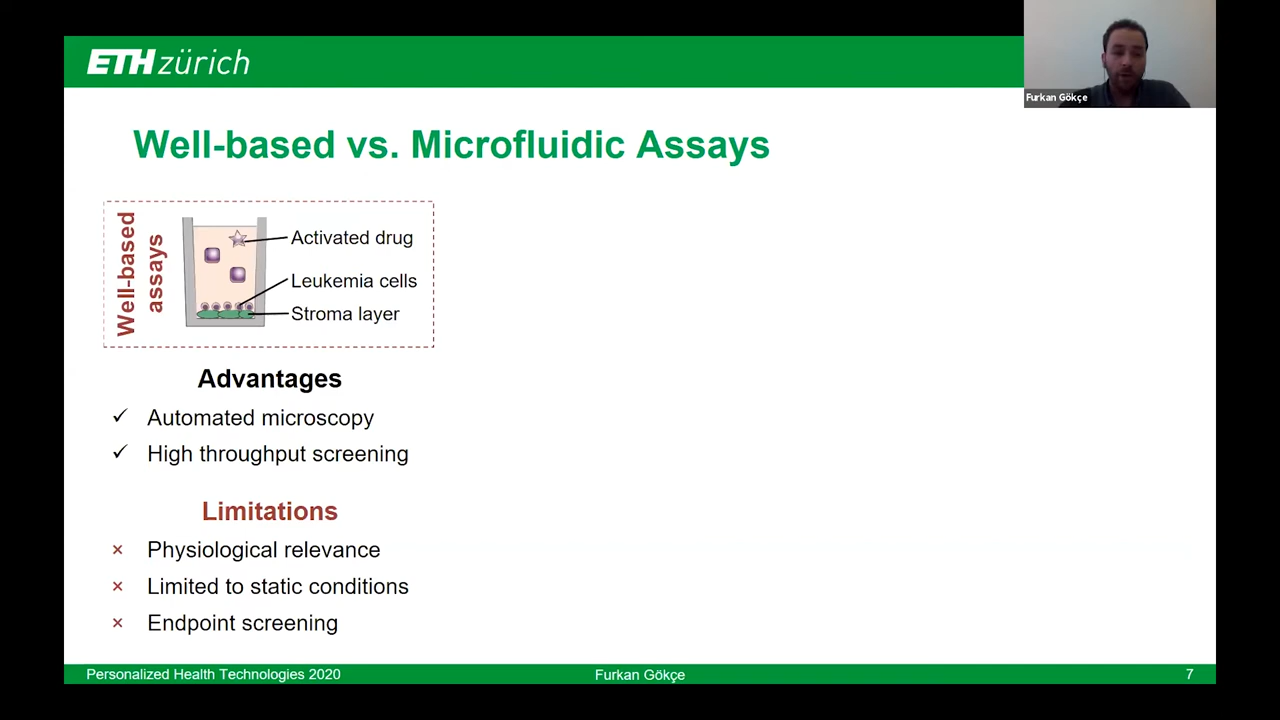 ETH zürich
Furkan Gökçe
Well-based vs. Microfluidic Assays
Well-based
assays
Activated drug
Leukemia cells
Stroma layer
Advantages
✓ Automated microscopy
✓ High throughput screening
Limitations
× Physiological relevance
× Limited to static conditions
× Endpoint screening
Personalized Health Technologies 2020
Furkan Gökçe
7